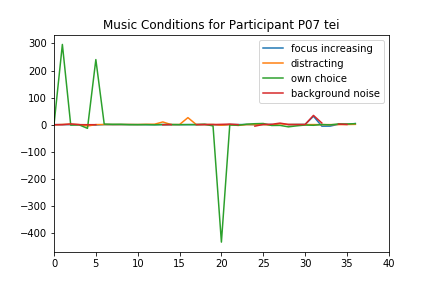 Music Conditions for Participant P07 tei
focus increasing
distracting
own choice
background noise
300
200
100
0
−100
−200
−300
−400
0 5 10 15 20 25 30 35 40